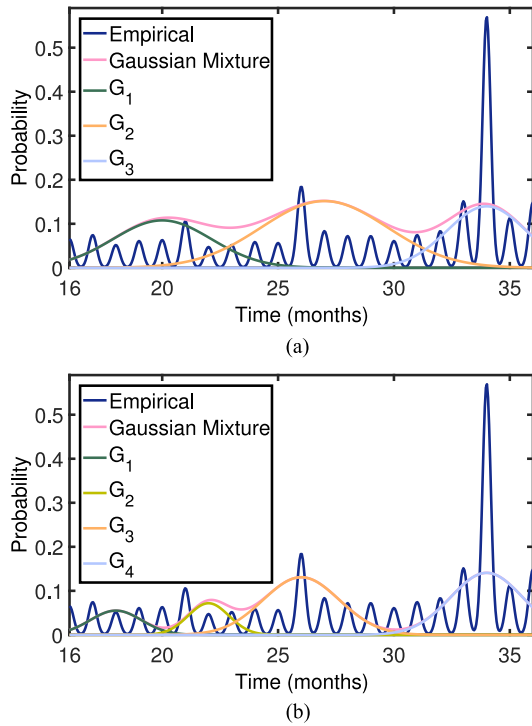 Empirical
Gaussian Mixture
G1
G2
G3
Probability
0.5
0.4
0.3
0.2
0.1
0
16 20 25 30 35
Time (months)
(a)
Empirical
Gaussian Mixture
G1
G2
G3
G4
Probability
0.5
0.4
0.3
0.2
0.1
0
16 20 25 30 35
Time (months)
(b)